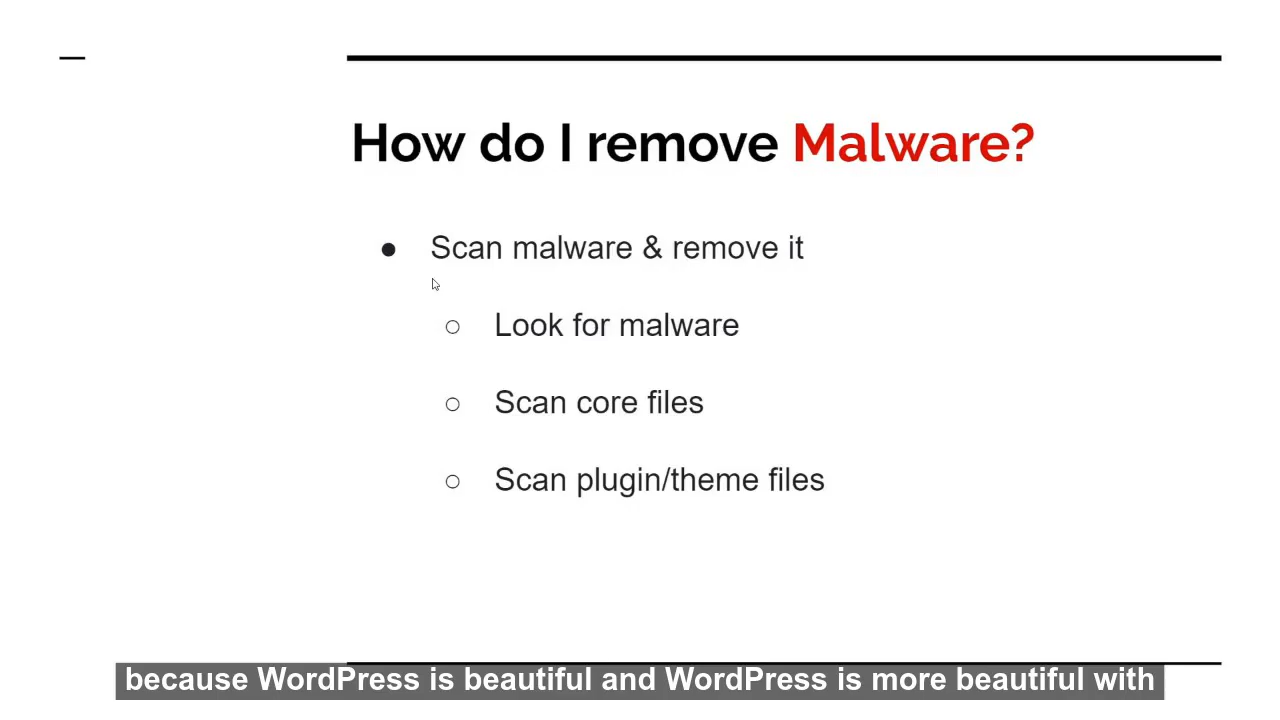 How do I remove Malware?
● Scan malware & remove it
○ Look for malware
○ Scan core files
○ Scan plugin/theme files
because WordPress is beautiful and WordPress is more beautiful with